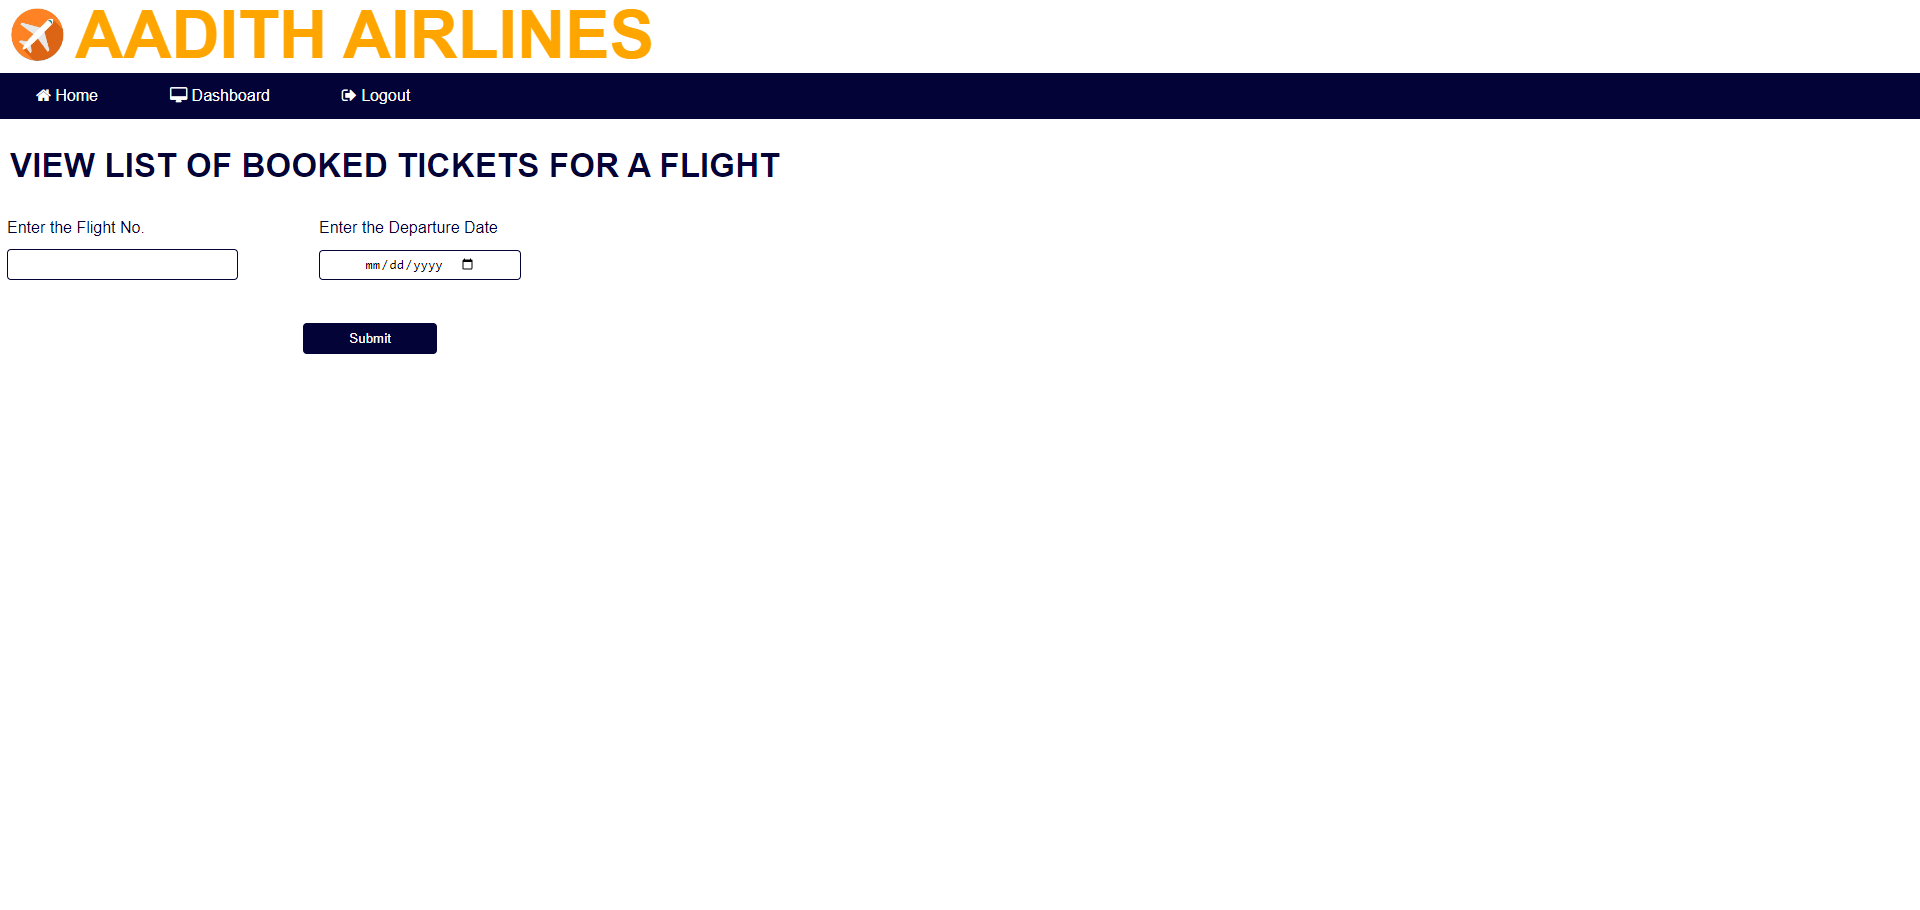 AADITH AIRLINES
Home Dashboard Logout
VIEW LIST OF BOOKED TICKETS FOR A FLIGHT
Enter the Flight No. Enter the Departure Date
mm/dd/yyyy
Submit